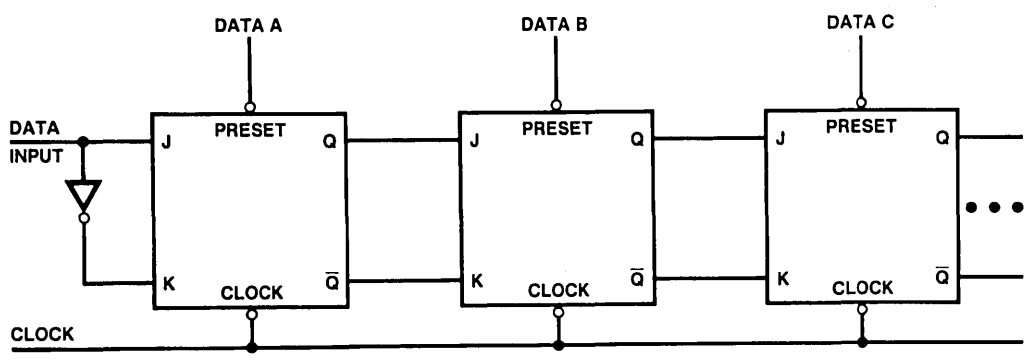 DATA A
DATA B
DATA C
DATA
INPUT
J
PRESET
Q
K
CLOCK
Q̅
J
PRESET
Q
K
CLOCK
Q̅
J
PRESET
Q
K
CLOCK
Q̅
CLOCK